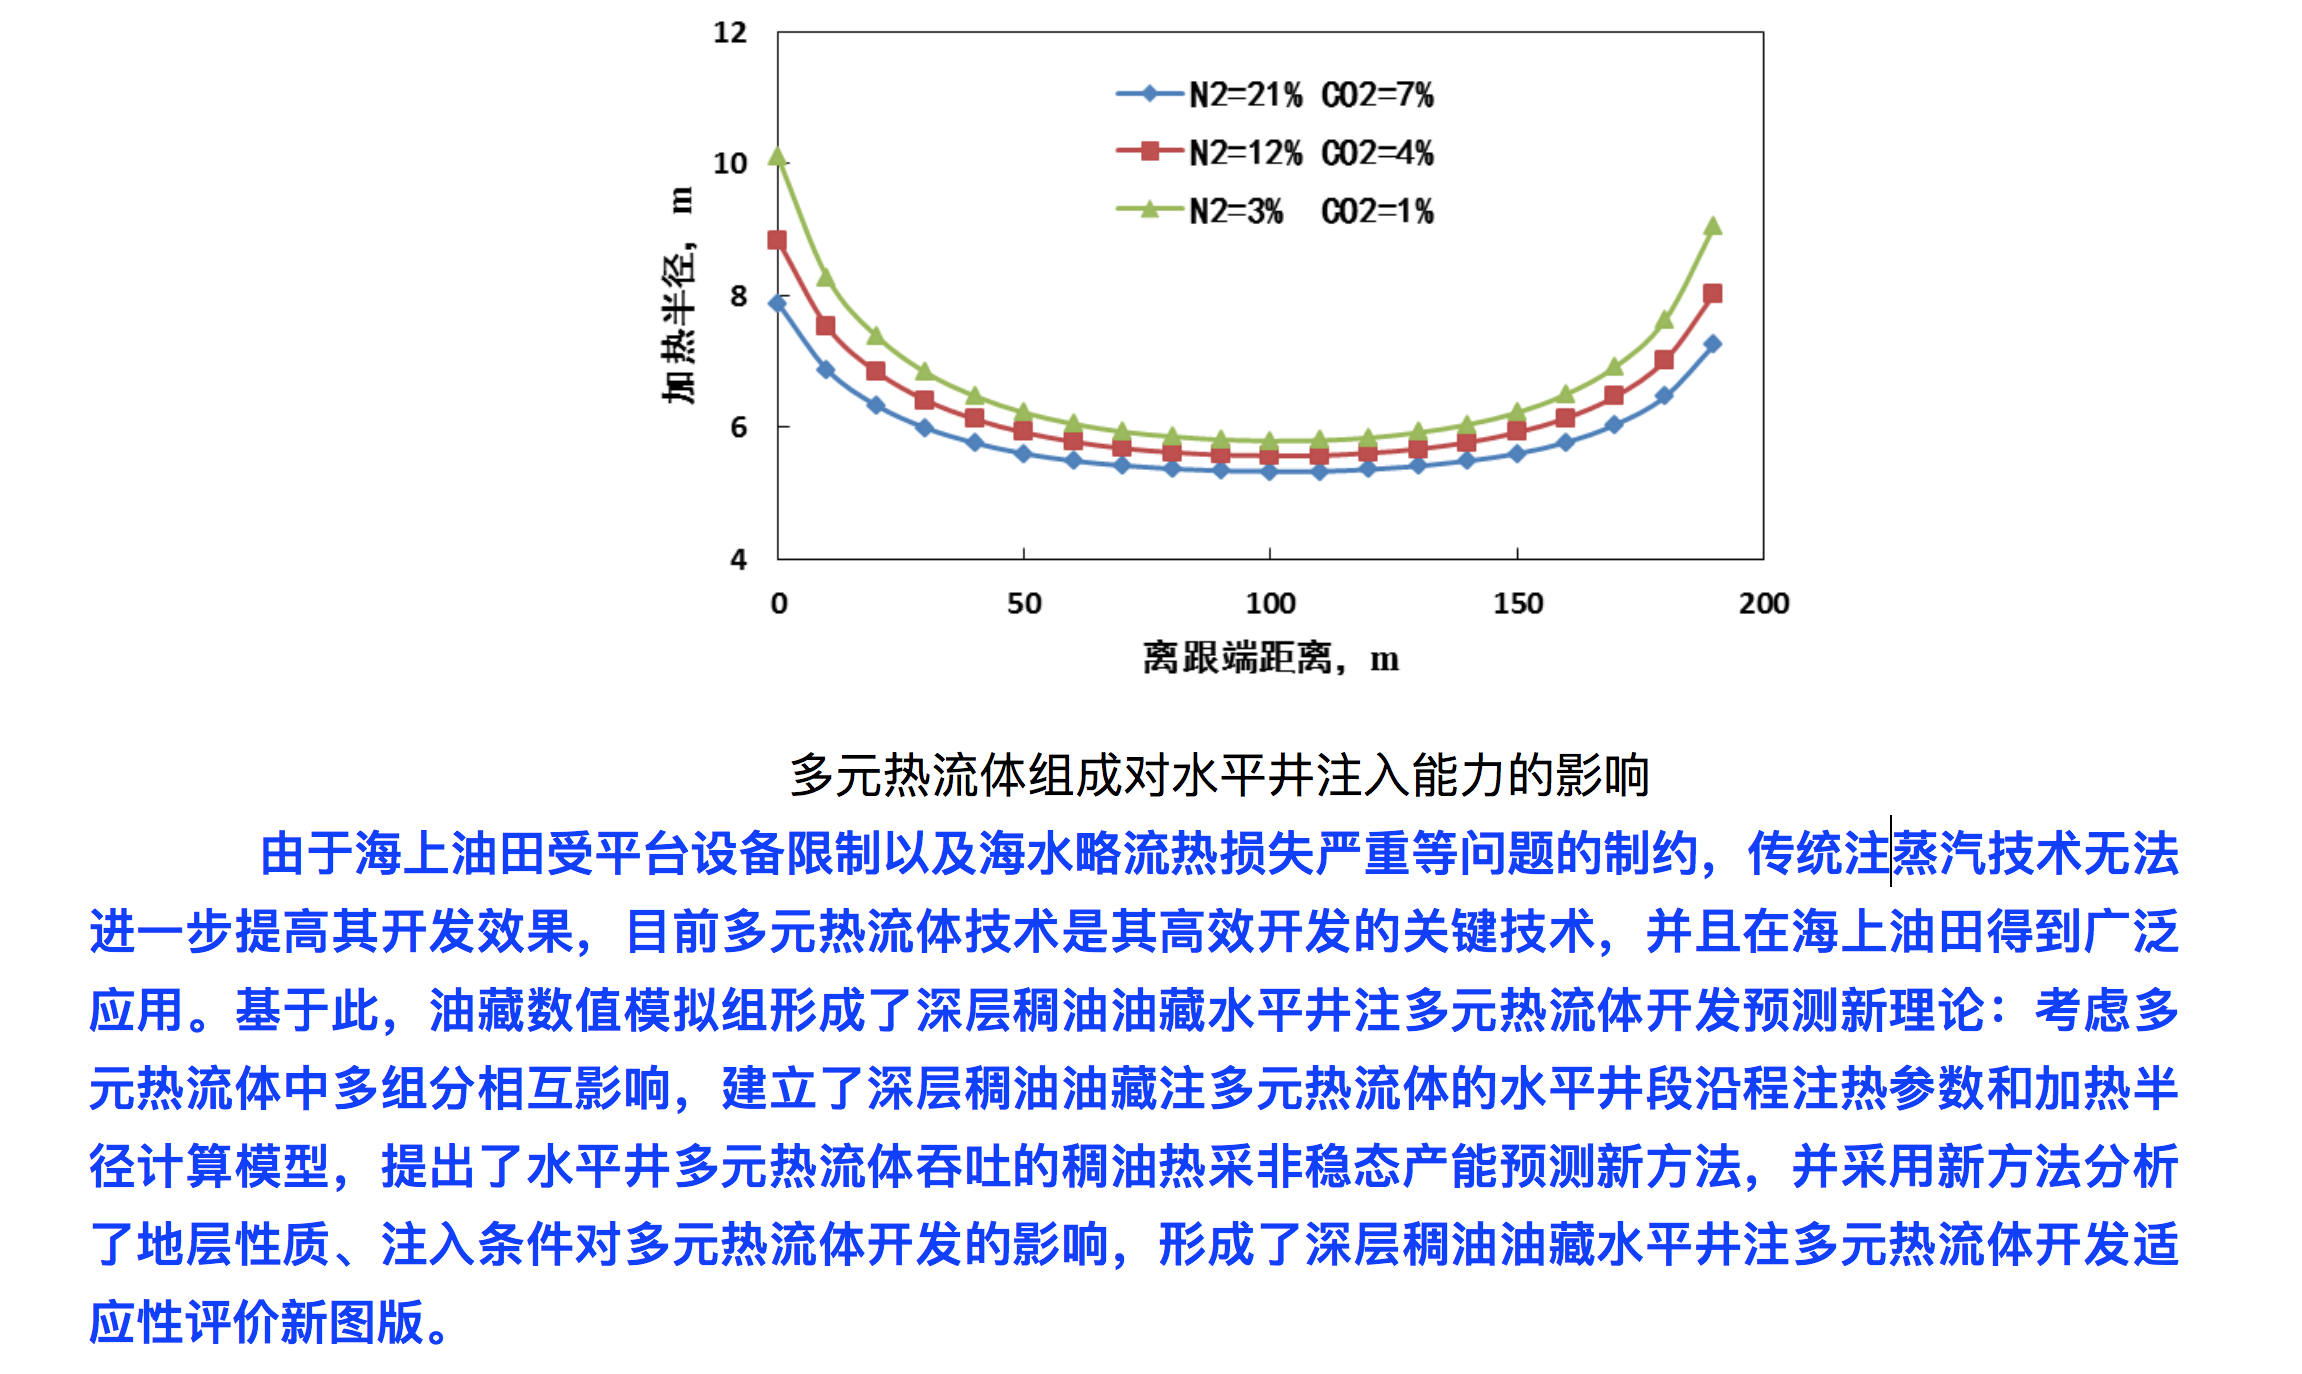 12
N2=21% CO2=7%
N2=12% CO2=4%
10
N2=3% CO2=1%
加热半径，m
8
6
4
0 50 100 150 200
离跟端距离，m
多元热流体组成对水平井注入能力的影响
由于海上油田受平台设备限制以及海水略流热损失严重等问题的制约，传统注蒸汽技术无法
进一步提高其开发效果，目前多元热流体技术是其高效开发的关键技术，并且在海上油田得到广泛
应用。基于此，油藏数值模拟组形成了深层稠油油藏水平井注多元热流体开发预测新理论：考虑多
元热流体中多组分相互影响，建立了深层稠油油藏注多元热流体的水平井段沿程注热参数和加热半
径计算模型，提出了水平井多元热流体吞吐的稠油热采非稳态产能预测新方法，并采用新方法分析
了地层性质、注入条件对多元热流体开发的影响，形成了深层稠油油藏水平井注多元热流体开发适
应性评价新图版。